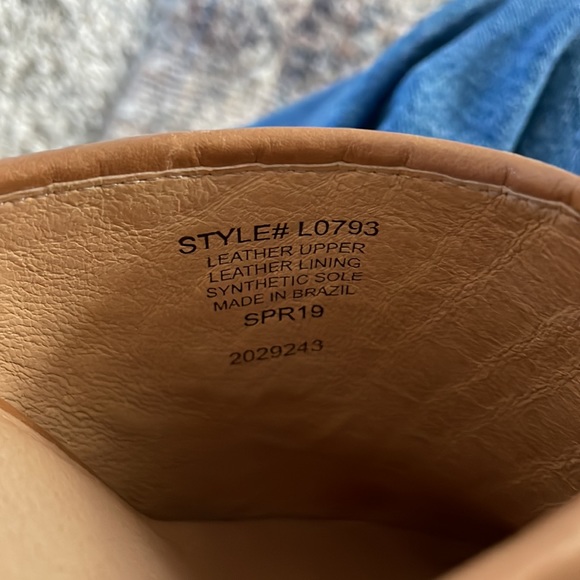 STYLE# L0793
LEATHER UPPER
LEATHER LINING
SYNTHETIC SOLE
MADE IN BRAZIL
SPR19
2029243